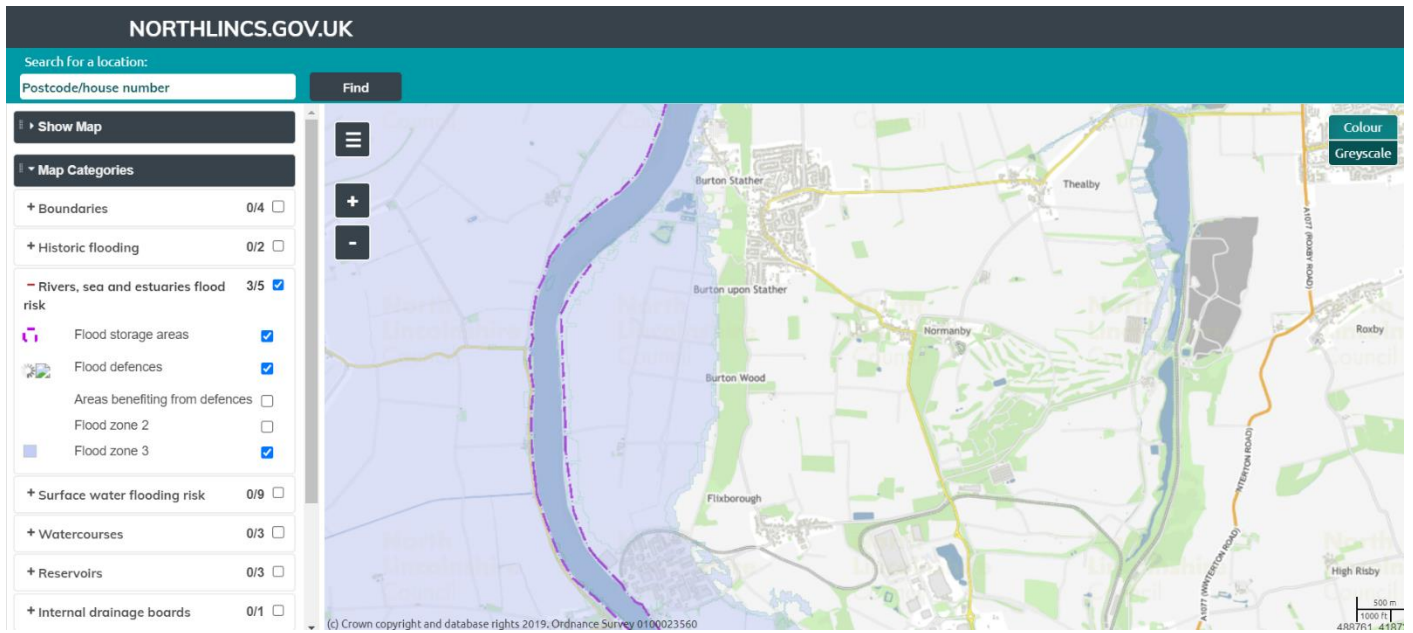 NORTHLINCS.GOV.UK
Search for a location:
Postcode/house number
Find
Show Map
Map Categories
+ Boundaries 0/4
+ Historic flooding 0/2
− Rivers, sea and estuaries flood 3/5
risk
Flood storage areas
Flood defences
Areas benefiting from defences
Flood zone 2
Flood zone 3
+ Surface water flooding risk 0/9
+ Watercourses 0/3
+ Reservoirs 0/3
+ Internal drainage boards 0/1
+
-
Colour
Greyscale
Burton Stather
Thealby
A1077 (ROXBY ROAD)
Burton upon Stather
North
Lincolnshire
Council
Normanby
Roxby
Burton Wood
NTERTON ROAD)
Flixborough
A1077 (WINTERTON ROAD)
High Risby
500 m
1000 ft
(c) Crown copyright and database rights 2019. Ordnance Survey 0100023560